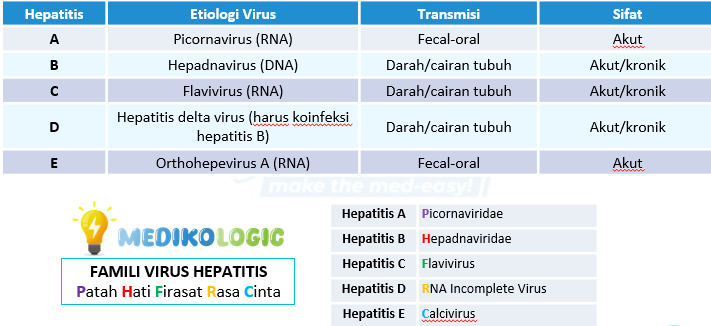 Hepatitis Etiologi Virus Transmisi Sifat
A Picornavirus (RNA) Fecal-oral Akut
B Hepadnavirus (DNA) Darah/cairan tubuh Akut/kronik
C Flavivirus (RNA) Darah/cairan tubuh Akut/kronik
D Hepatitis delta virus (harus koinfeksi hepatitis B) Darah/cairan tubuh Akut/kronik
E Orthohepevirus A (RNA) Fecal-oral Akut
make the med-easy!
MEDIKOLOGIC
FAMILI VIRUS HEPATITIS
Patah Hati Firasat Rasa Cinta
Hepatitis A Picornaviridae
Hepatitis B Hepadnaviridae
Hepatitis C Flavivirus
Hepatitis D RNA Incomplete Virus
Hepatitis E Calcivirus